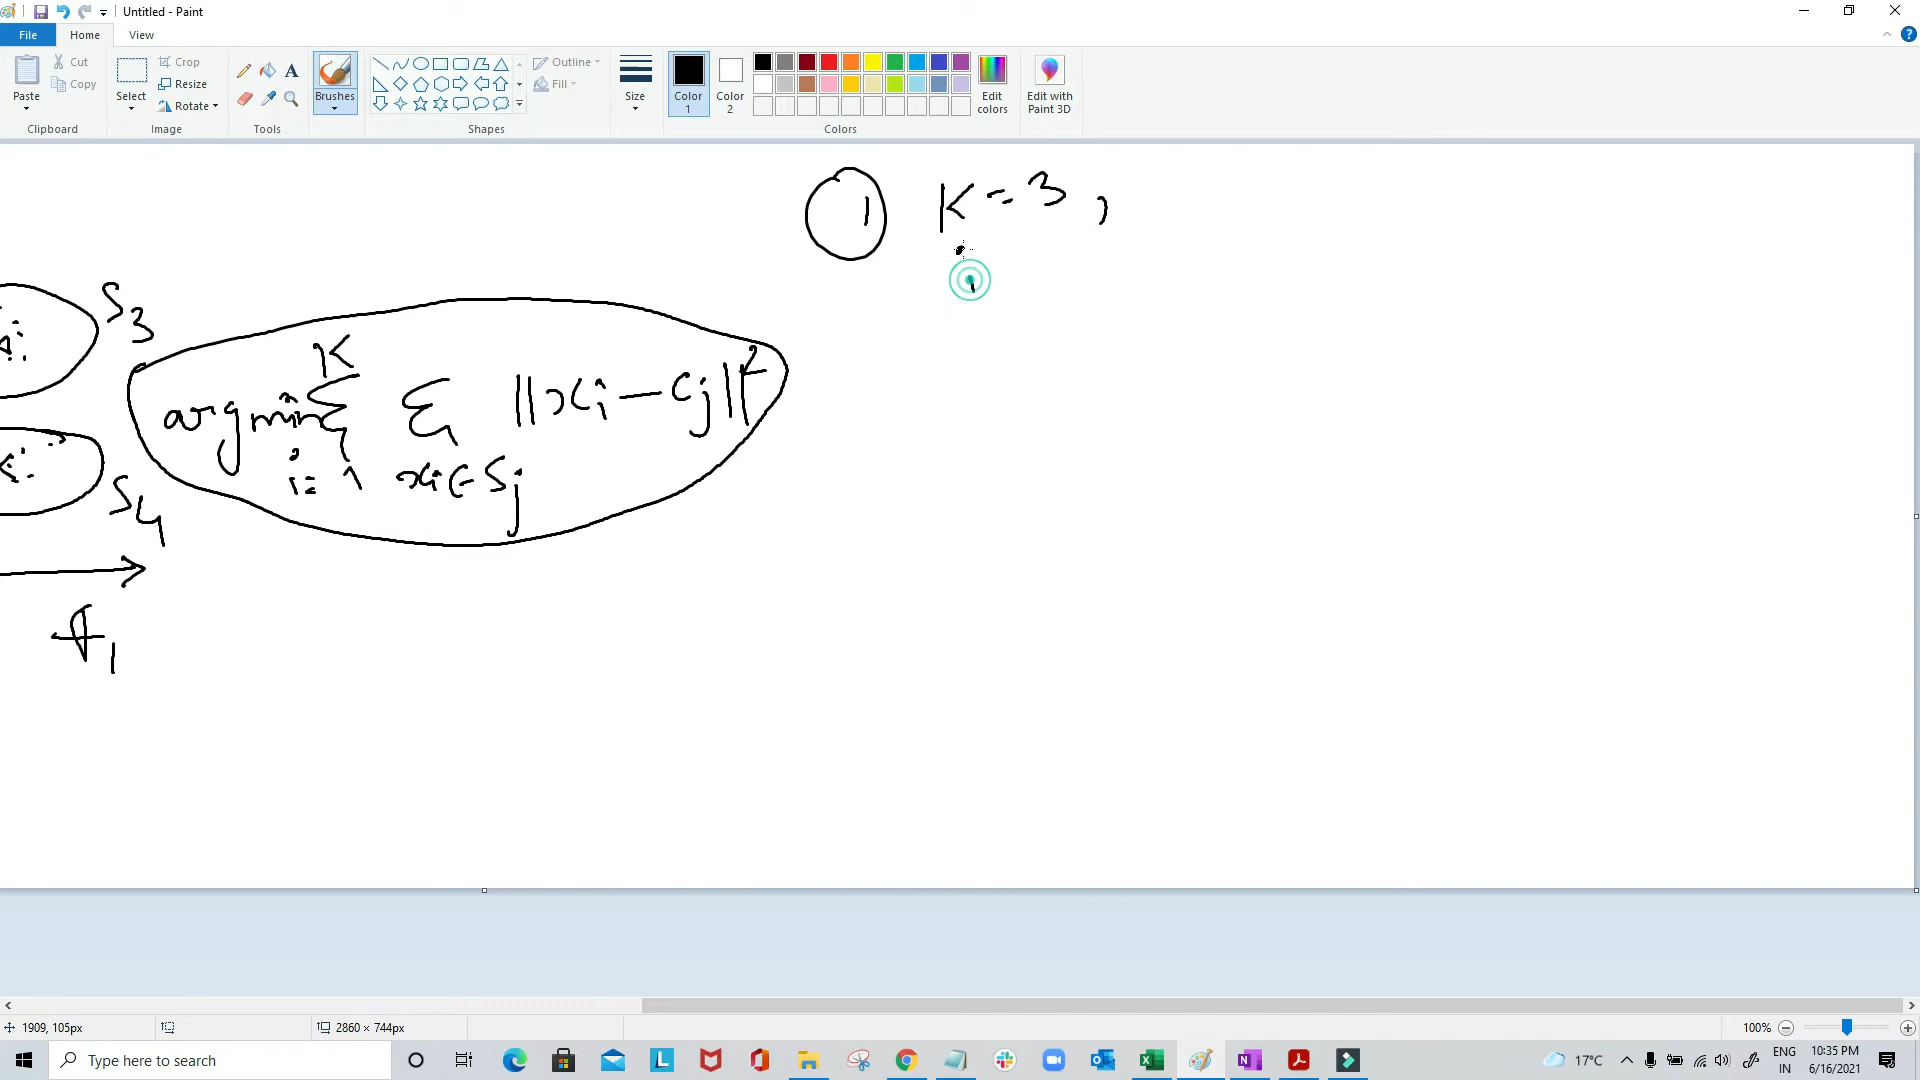 Untitled - Paint
File
Home
View
Paste
Cut
Copy
Clipboard
Select
Crop
Resize
Rotate
Image
Tools
Brushes
Shapes
Outline
Fill
Size
Color 1
Color 2
Edit colors
Edit with Paint 3D
Colors
① K = 3 ,
S3
K
argmin Σ Σ ||xi - cj||²
i = 1 xi ∈ Sj
S4
f1
1909, 105px
2860 × 744px
100%
Type here to search
17°C
ENG
IN
10:35 PM
6/16/2021